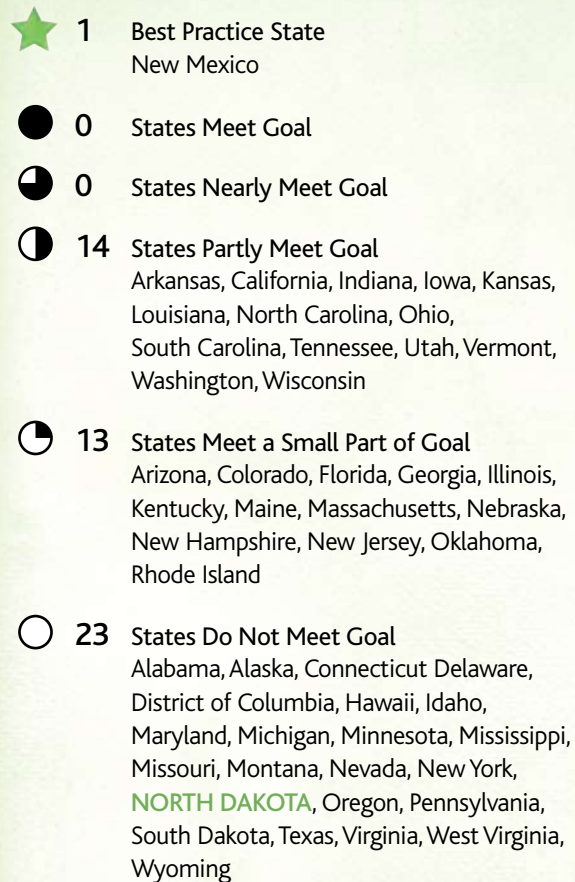 1 Best Practice State
New Mexico
0 States Meet Goal
0 States Nearly Meet Goal
14 States Partly Meet Goal
Arkansas, California, Indiana, Iowa, Kansas,
Louisiana, North Carolina, Ohio,
South Carolina, Tennessee, Utah, Vermont,
Washington, Wisconsin
13 States Meet a Small Part of Goal
Arizona, Colorado, Florida, Georgia, Illinois,
Kentucky, Maine, Massachusetts, Nebraska,
New Hampshire, New Jersey, Oklahoma,
Rhode Island
23 States Do Not Meet Goal
Alabama, Alaska, Connecticut Delaware,
District of Columbia, Hawaii, Idaho,
Maryland, Michigan, Minnesota, Mississippi,
Missouri, Montana, Nevada, New York,
NORTH DAKOTA, Oregon, Pennsylvania,
South Dakota, Texas, Virginia, West Virginia,
Wyoming